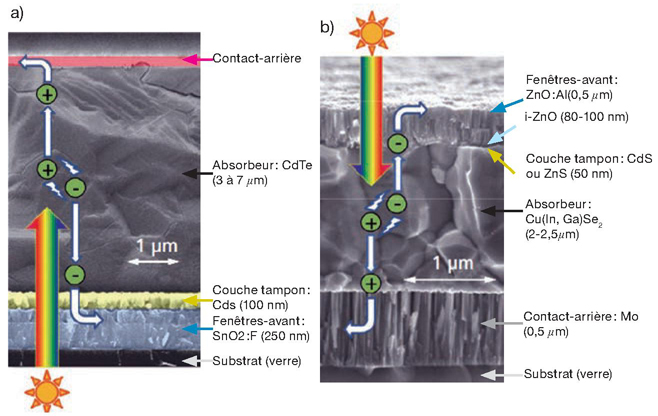 a)
Contact-arrière
Absorbeur: CdTe
(3 à 7 µm)
1 µm
Couche tampon:
Cds (100 nm)
Fenêtres-avant:
SnO2:F (250 nm)
Substrat (verre)
b)
Fenêtres-avant:
ZnO:Al(0,5 µm)
i-ZnO (80-100 nm)
Couche tampon: CdS
ou ZnS (50 nm)
Absorbeur:
Cu(In, Ga)Se₂
(2-2,5µm)
1 µm
Contact-arrière: Mo
(0,5 µm)
Substrat (verre)
+
+
-
-
-
-
+
+